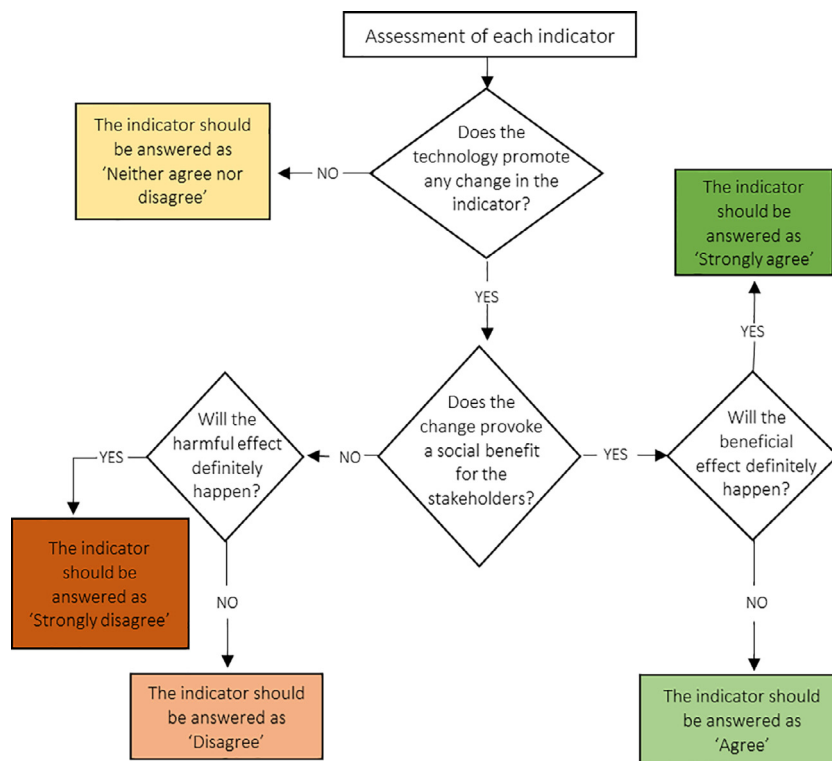 Assessment of each indicator
Does the
technology promote
any change in the
indicator?
NO
The indicator should
be answered as
‘Neither agree nor
disagree’
YES
Does the
change provoke
a social benefit
for the
stakeholders?
NO
Will the
harmful effect
definitely
happen?
YES
The indicator
should be
answered as
‘Strongly disagree’
NO
The indicator should
be answered as
‘Disagree’
YES
Will the
beneficial
effect definitely
happen?
YES
The indicator
should be
answered as
‘Strongly agree’
NO
The indicator should
be answered as
‘Agree’